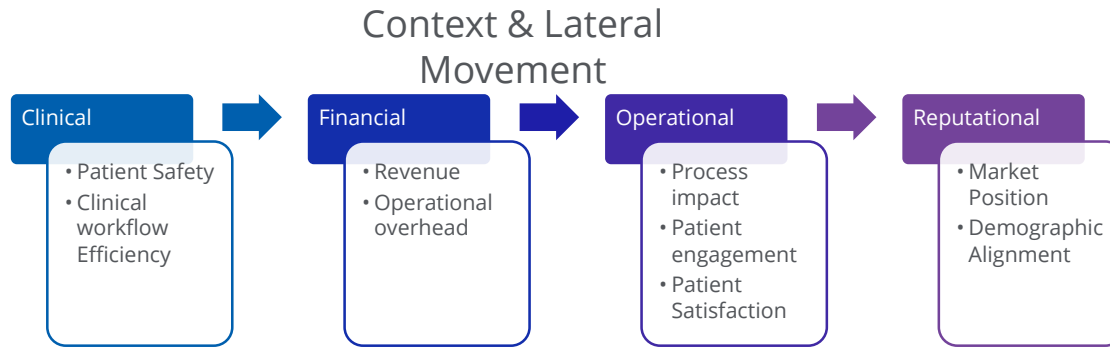 Context & Lateral
Movement
Clinical
• Patient Safety
• Clinical
workflow
Efficiency
Financial
• Revenue
• Operational
overhead
Operational
• Process
impact
• Patient
engagement
• Patient
Satisfaction
Reputational
• Market
Position
• Demographic
Alignment